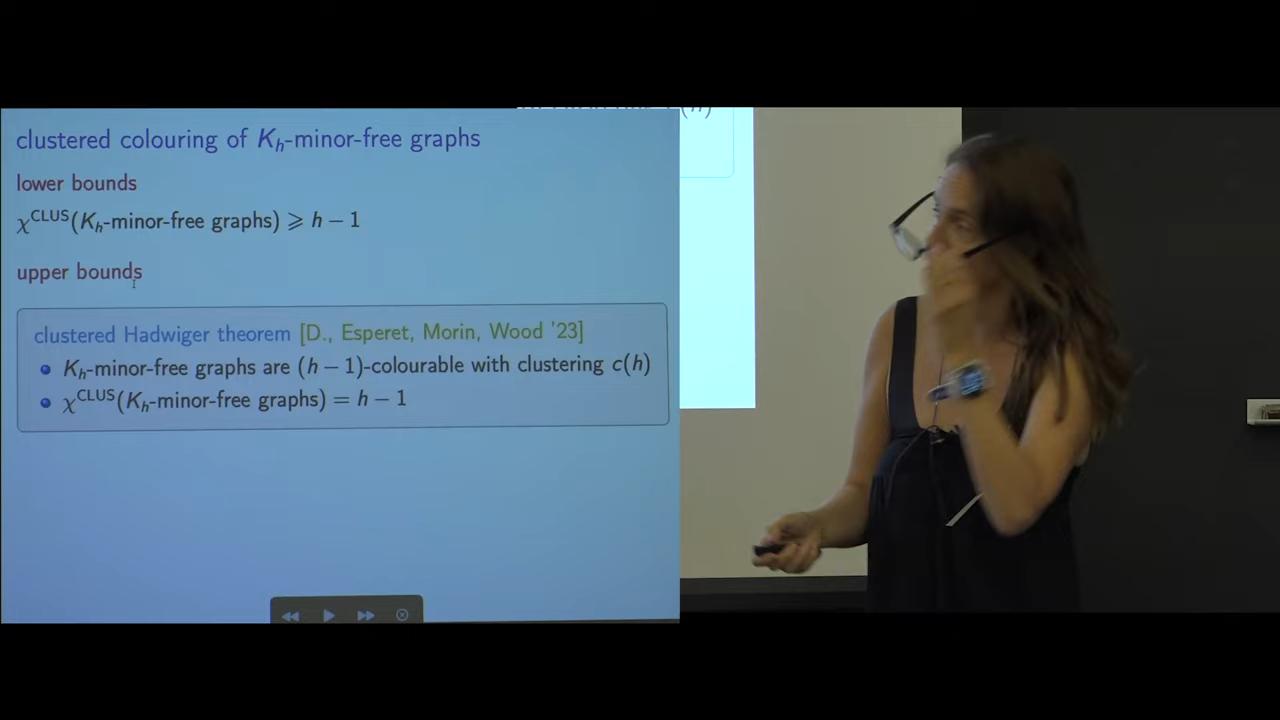 clustered colouring of K_h-minor-free graphs
lower bounds
χ^CLUS(K_h-minor-free graphs) ⩾ h − 1
upper bounds
clustered Hadwiger theorem [D., Esperet, Morin, Wood '23]
• K_h-minor-free graphs are (h − 1)-colourable with clustering c(h)
• χ^CLUS(K_h-minor-free graphs) = h − 1